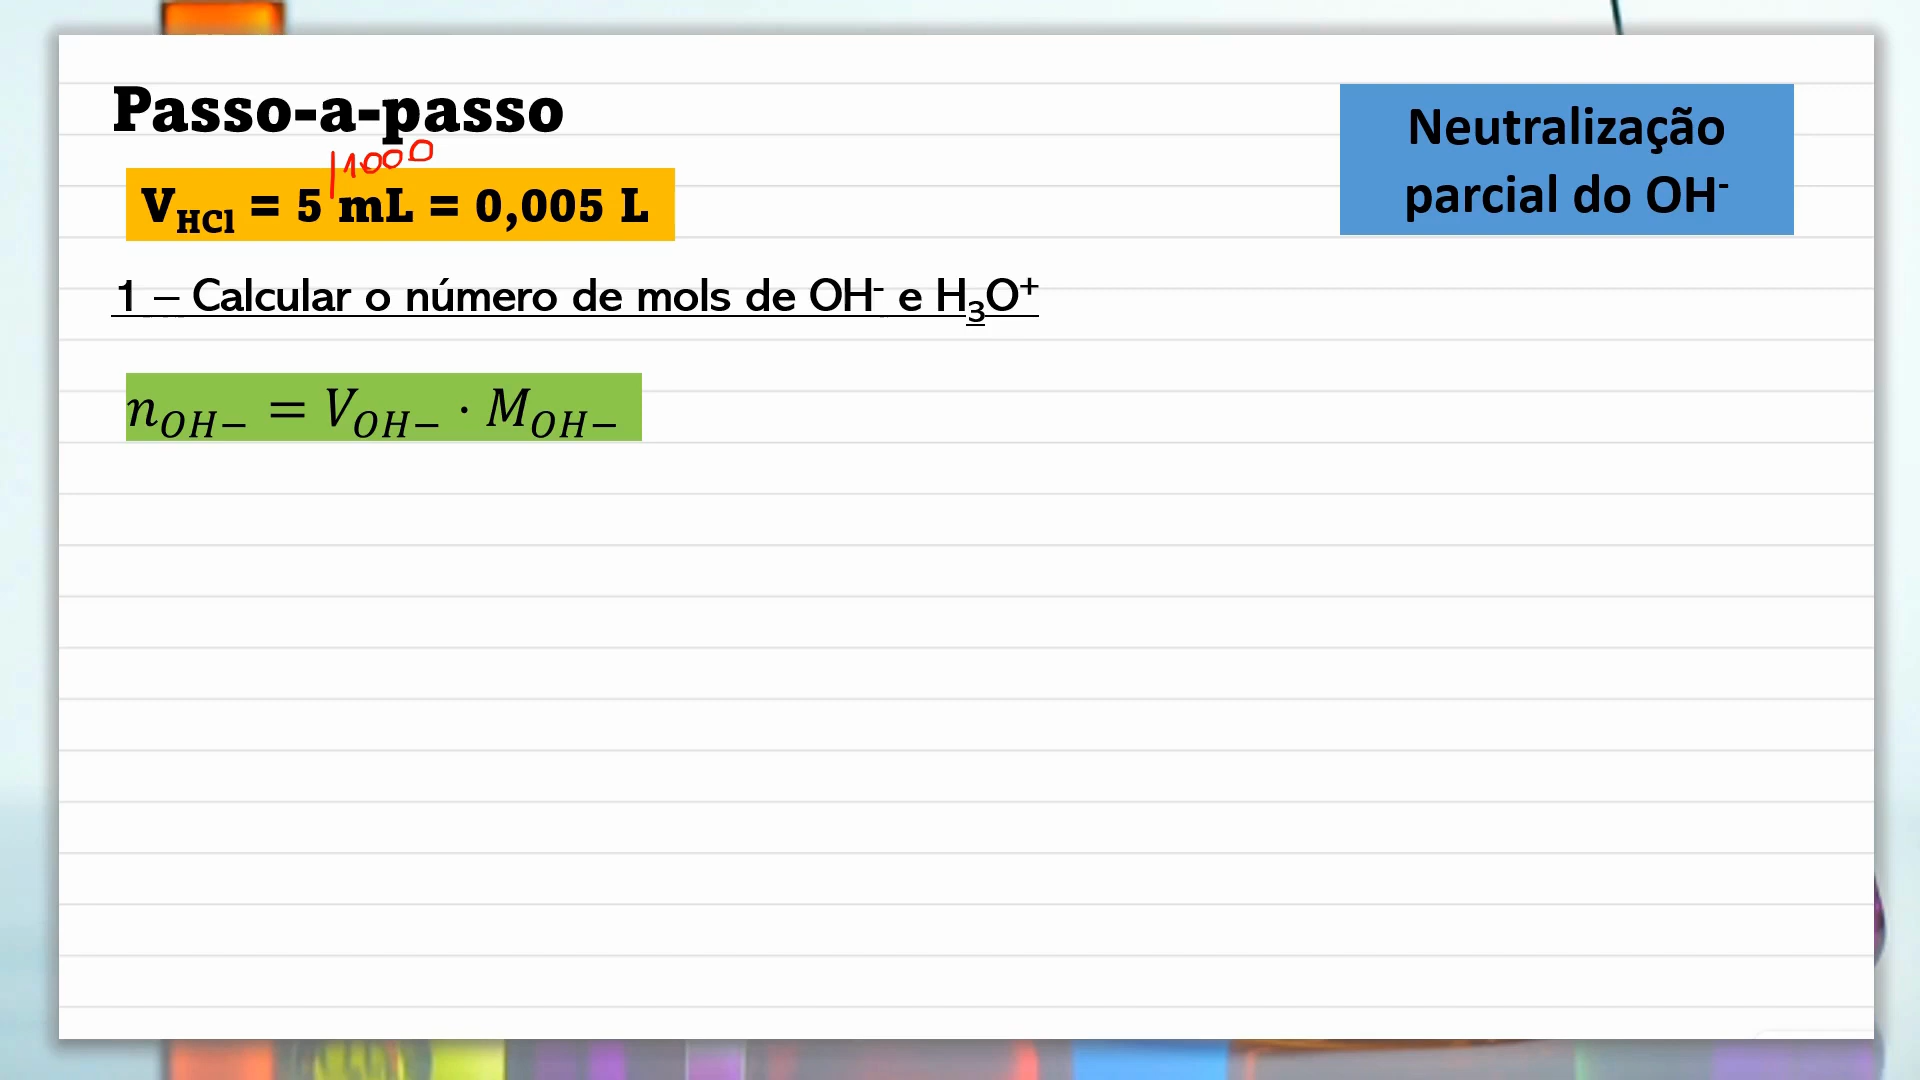 Passo-a-passo
Neutralização
parcial do OH⁻
/1000
V_HCl = 5 mL = 0,005 L
1 – Calcular o número de mols de OH⁻ e H₃O⁺
n_OH− = V_OH− · M_OH−